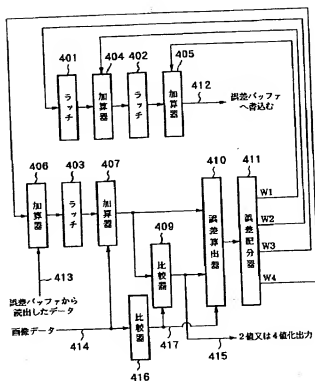 401
404
402
405
ラッチ
加算器
ラッチ
加算器
412
誤差バッファ
へ書込む
406
403
407
410
411
加算器
ラッチ
加算器
誤差算出器
誤差配分器
W1
W2
W3
W4
409
比較器
413
誤差バッファから
読出したデータ
画像データ
414
比較器
416
417
415
2値又は4値化出力